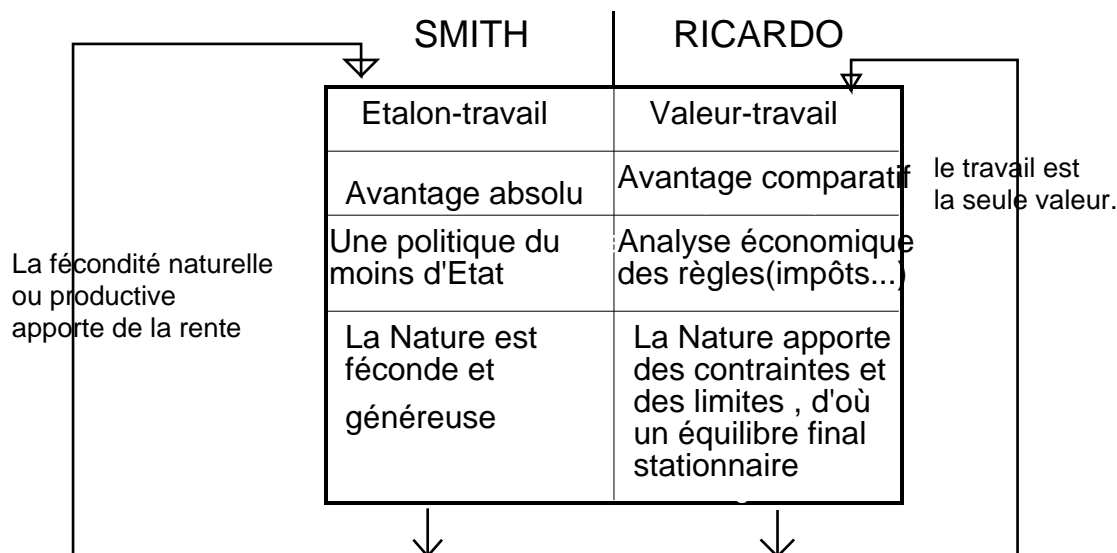 SMITH
RICARDO
Etalon-travail
Valeur-travail
Avantage absolu
Avantage comparatif
le travail est
la seule valeur.
Une politique du
moins d'Etat
Analyse économique
des règles(impôts...)
La fécondité naturelle
ou productive
apporte de la rente
La Nature est
féconde et
généreuse
La Nature apporte
des contraintes et
des limites , d'où
un équilibre final
stationnaire